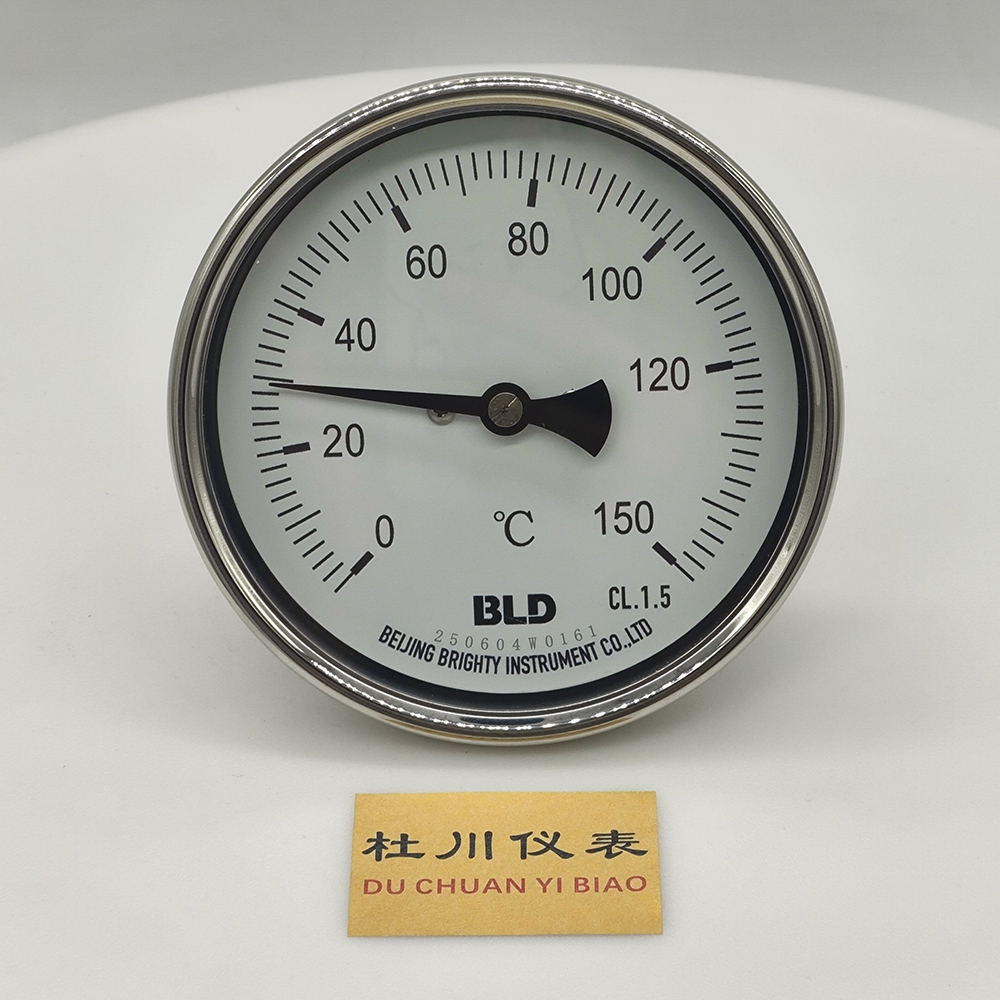 80
60
100
40
120
20
0
℃
150
BLD
CL.1.5
250604W0161
BEIJING BRIGHTY INSTRUMENT CO.,LTD
杜川仪表
DU CHUAN YI BIAO